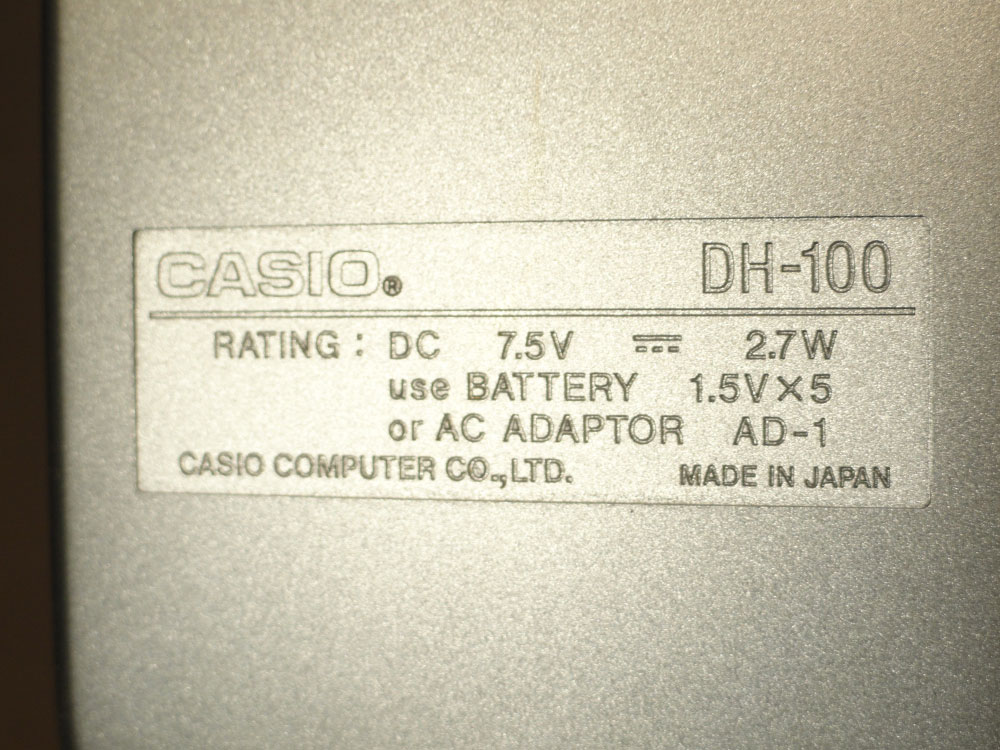 CASIO® DH-100
RATING : DC 7.5V ⎓ 2.7W
use BATTERY 1.5V×5
or AC ADAPTOR AD-1
CASIO COMPUTER CO.,LTD. MADE IN JAPAN